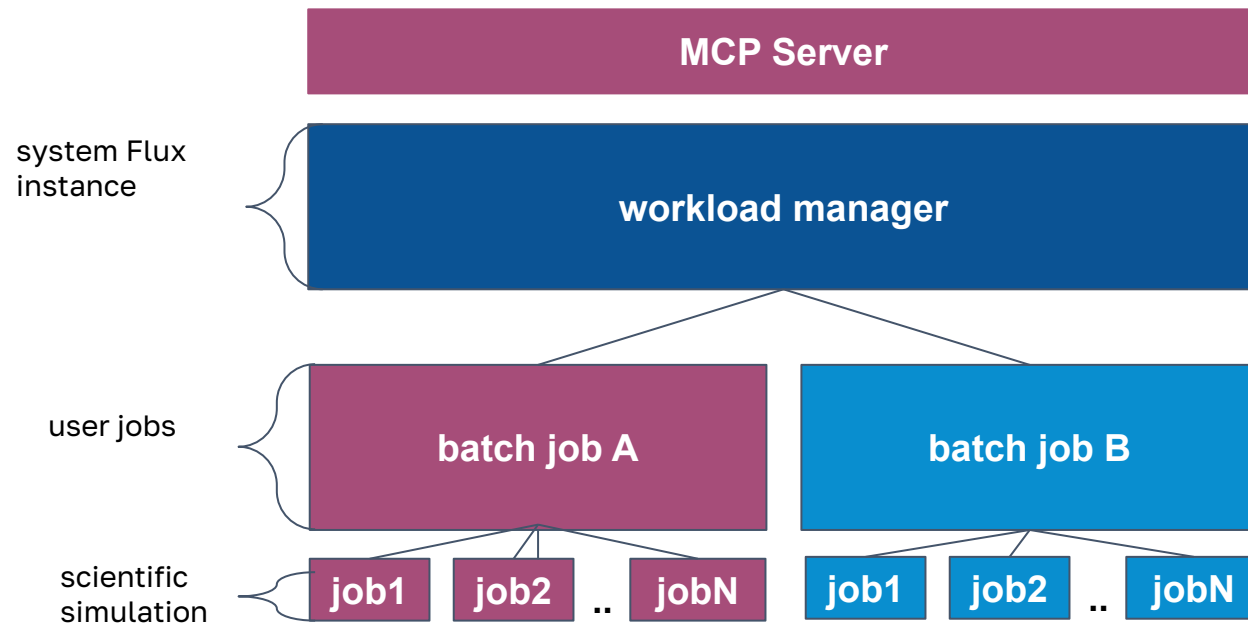 MCP Server
system Flux
instance
workload manager
user jobs
batch job A
batch job B
scientific
simulation
job1
job2
..
jobN
job1
job2
..
jobN